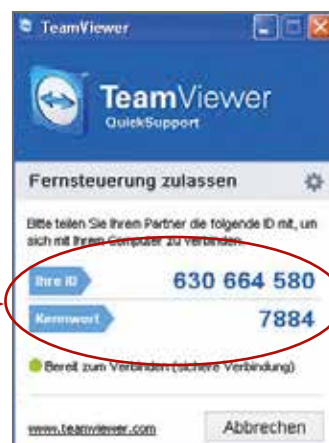 TeamViewer
TeamViewer
QuickSupport
Fernsteuerung zulassen
Bitte teilen Sie Ihrem Partner die folgende ID mit, um
sich mit Ihrem Computer zu verbinden.
Ihre ID 630 664 580
Kennwort 7884
Bereit zum Verbinden (sichere Verbindung)
www.teamviewer.com Abbrechen